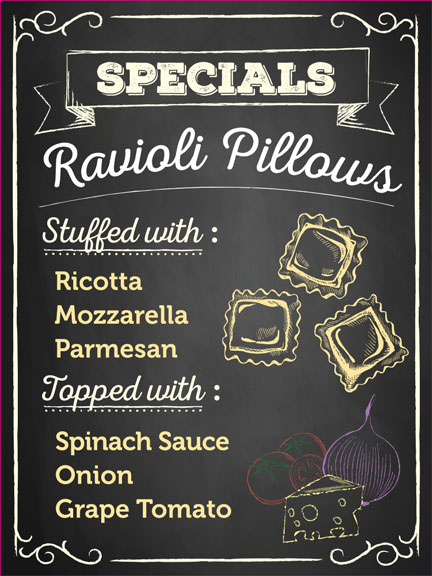 SPECIALS
Ravioli Pillows
Stuffed with :
Ricotta
Mozzarella
Parmesan
Topped with :
Spinach Sauce
Onion
Grape Tomato